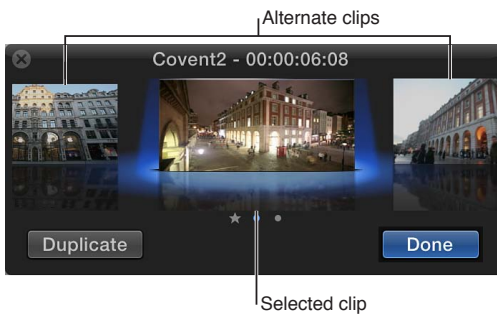 Alternate clips
Covent2 - 00:00:06:08
Duplicate
Done
Selected clip